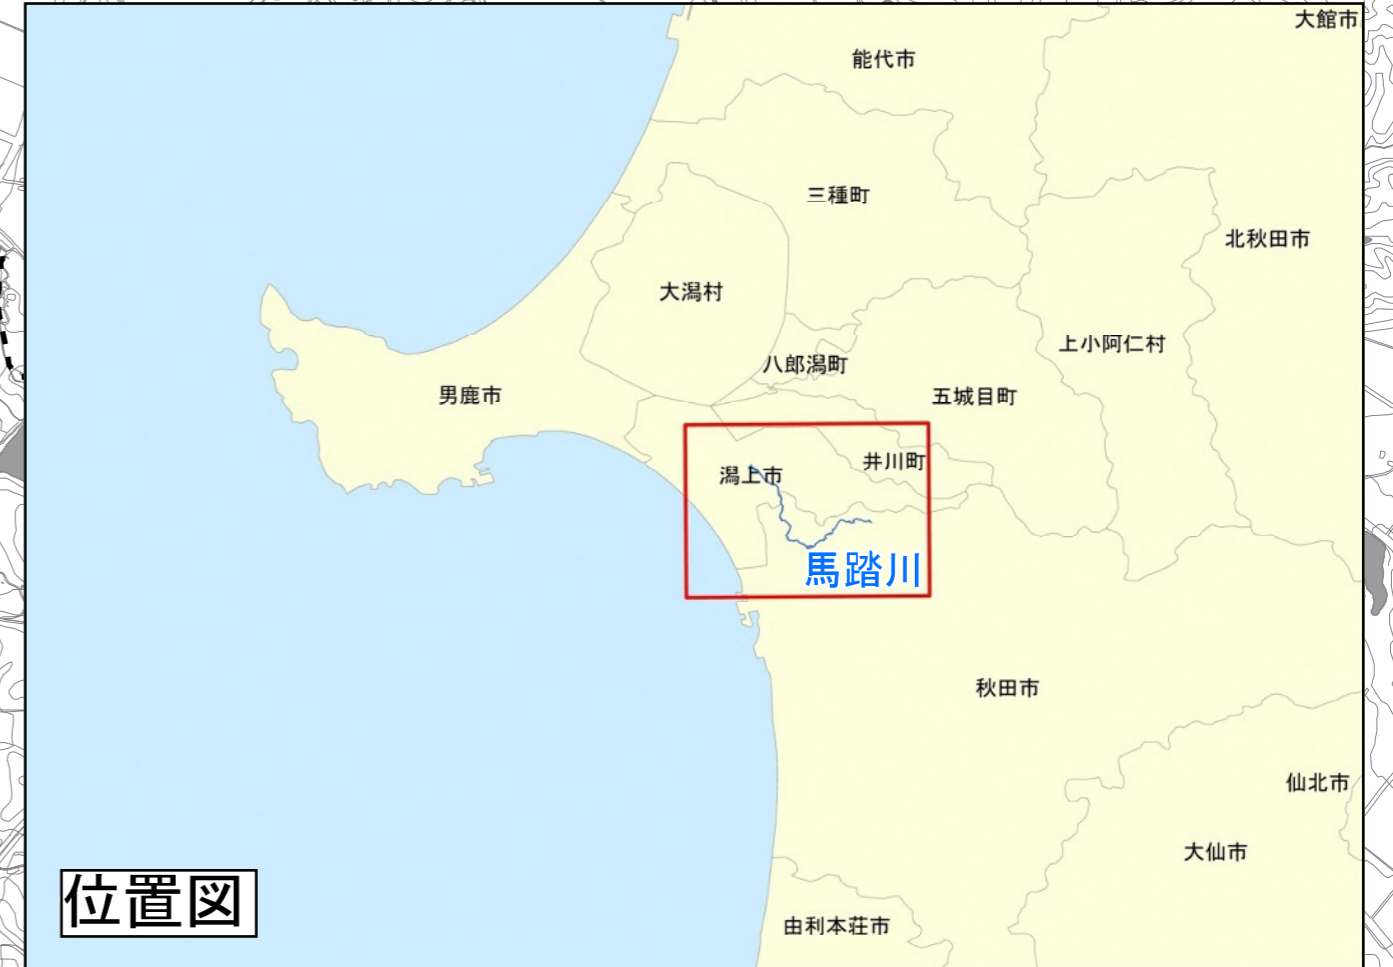 大館市
能代市
三種町
北秋田市
大潟村
上小阿仁村
八郎潟町
男鹿市
五城目町
井川町
潟上市
馬踏川
秋田市
仙北市
大仙市
位置図
由利本荘市